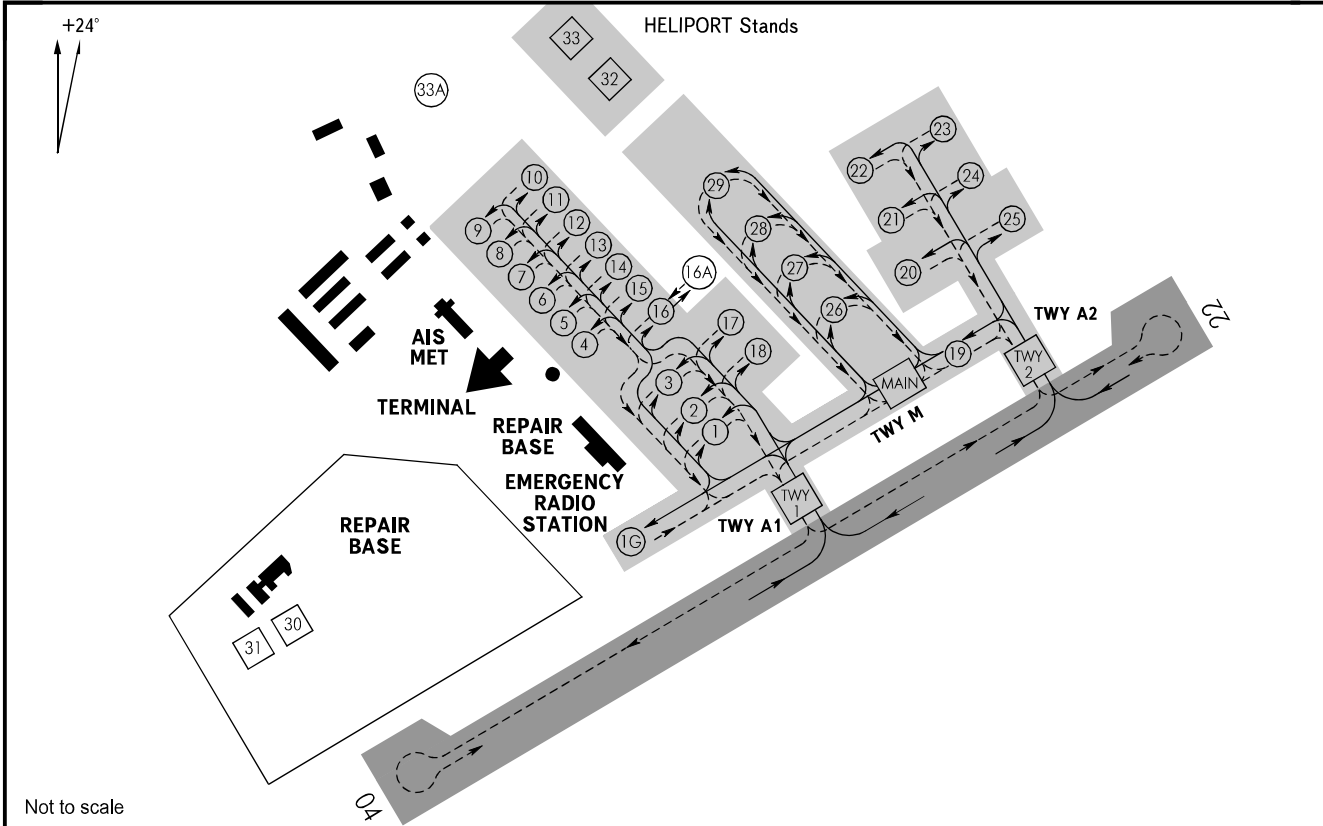 +24°
HELIPORT Stands
33
32
33A
10
11
12
13
14
15
16
16A
9
8
7
6
5
4
29
28
27
26
23
22
24
21
25
20
17
18
3
2
1
19
MAIN
TWY M
TWY A2
TWY
2
22
AIS
MET
TERMINAL
REPAIR
BASE
EMERGENCY
RADIO
STATION
TWY
1
TWY A1
1G
REPAIR
BASE
30
31
04
Not to scale